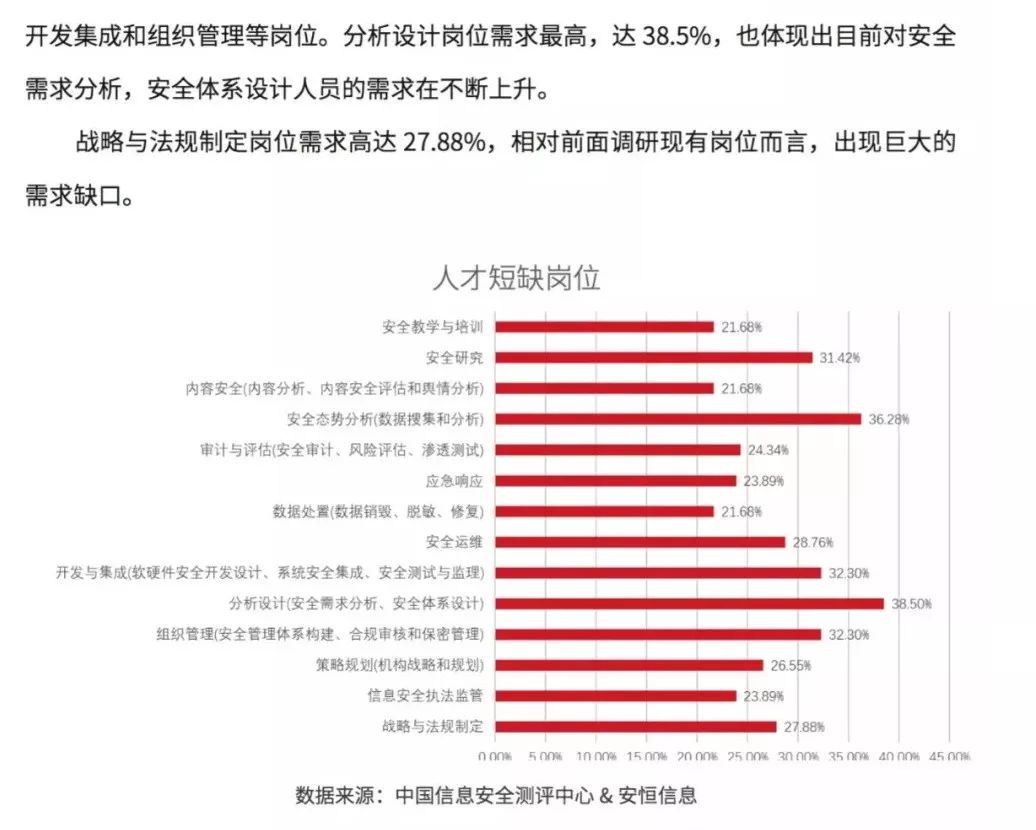 开发集成和组织管理等岗位。分析设计岗位需求最高，达 38.5%，也体现出目前对安全
需求分析，安全体系设计人员的需求在不断上升。
战略与法规制定岗位需求高达 27.88%，相对前面调研现有岗位而言，出现巨大的
需求缺口。
人才短缺岗位
安全教学与培训 21.68%
安全研究 31.42%
内容安全(内容分析、内容安全评估和舆情分析) 21.68%
安全态势分析(数据搜集和分析) 36.28%
审计与评估(安全审计、风险评估、渗透测试) 24.34%
应急响应 23.89%
数据处置(数据销毁、脱敏、修复) 21.68%
安全运维 28.76%
开发与集成(软硬件安全开发设计、系统安全集成、安全测试与监理) 32.30%
分析设计(安全需求分析、安全体系设计) 38.50%
组织管理(安全管理体系构建、合规审核和保密管理) 32.30%
策略规划(机构战略和规划) 26.55%
信息安全执法监管 23.89%
战略与法规制定 27.88%
0.00% 5.00% 10.00% 15.00% 20.00% 25.00% 30.00% 35.00% 40.00% 45.00%
数据来源：中国信息安全测评中心 & 安恒信息